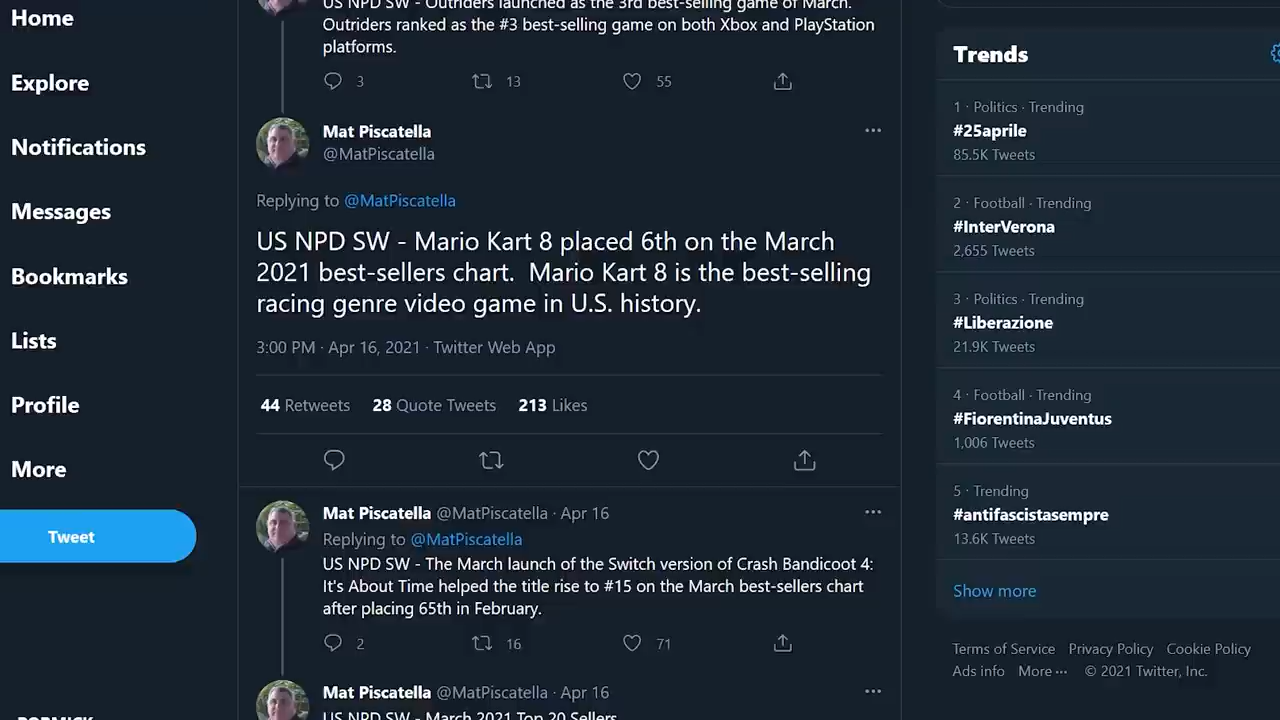 Home
Explore
Notifications
Messages
Bookmarks
Lists
Profile
More
Tweet
US NPD SW - Outriders launched as the 3rd best-selling game of March.
Outriders ranked as the #3 best-selling game on both Xbox and PlayStation
platforms.
3 13 55
Mat Piscatella
@MatPiscatella
Replying to @MatPiscatella
US NPD SW - Mario Kart 8 placed 6th on the March
2021 best-sellers chart.  Mario Kart 8 is the best-selling
racing genre video game in U.S. history.
3:00 PM · Apr 16, 2021 · Twitter Web App
44 Retweets 28 Quote Tweets 213 Likes
Mat Piscatella @MatPiscatella · Apr 16
Replying to @MatPiscatella
US NPD SW - The March launch of the Switch version of Crash Bandicoot 4:
It's About Time helped the title rise to #15 on the March best-sellers chart
after placing 65th in February.
2 16 71
Mat Piscatella @MatPiscatella · Apr 16
US NPD SW - March 2021 Top 20 Sellers
Trends
1 · Politics · Trending
#25aprile
85.5K Tweets
2 · Football · Trending
#InterVerona
2,655 Tweets
3 · Politics · Trending
#Liberazione
21.9K Tweets
4 · Football · Trending
#FiorentinaJuventus
1,006 Tweets
5 · Trending
#antifascistasempre
13.6K Tweets
Show more
Terms of Service Privacy Policy Cookie Policy
Ads info More ··· © 2021 Twitter, Inc.